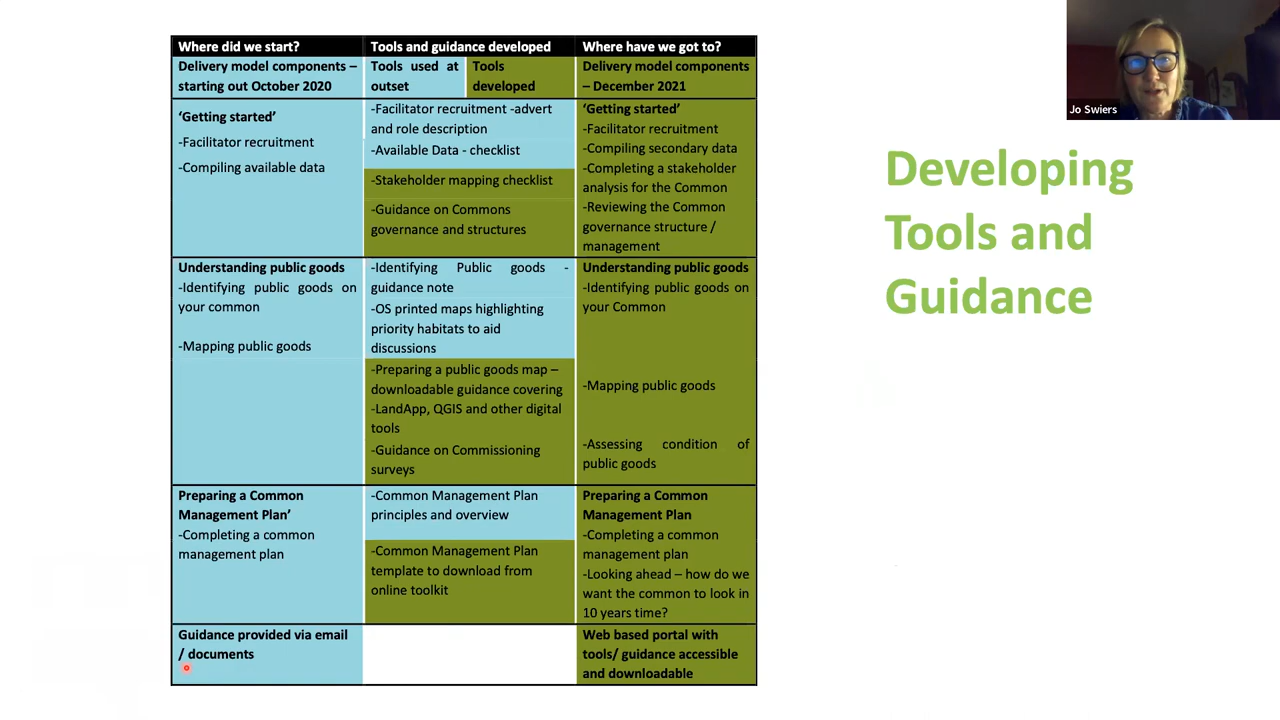 Where did we start?
Tools and guidance developed
Where have we got to?
Delivery model components –
starting out October 2020
Tools used at
outset
Tools
developed
Delivery model components
– December 2021
‘Getting started’
-Facilitator recruitment
-Compiling available data
-Facilitator recruitment -advert
and role description
-Available Data - checklist
-Stakeholder mapping checklist
-Guidance on Commons
governance and structures
‘Getting started’
-Facilitator recruitment
-Compiling secondary data
-Completing a stakeholder
analysis for the Common
-Reviewing the Common
governance structure /
management
Understanding public goods
-Identifying public goods on
your common
-Mapping public goods
-Identifying Public goods -
guidance note
-OS printed maps highlighting
priority habitats to aid
discussions
-Preparing a public goods map –
downloadable guidance covering
-LandApp, QGIS and other digital
tools
-Guidance on Commissioning
surveys
Understanding public goods
-Identifying public goods on
your Common
-Mapping public goods
-Assessing condition of
public goods
Preparing a Common
Management Plan’
-Completing a common
management plan
-Common Management Plan
principles and overview
-Common Management Plan
template to download from
online toolkit
Preparing a Common
Management Plan
-Completing a common
management plan
-Looking ahead – how do we
want the common to look in
10 years time?
Guidance provided via email
/ documents
Web based portal with
tools/ guidance accessible
and downloadable
Developing
Tools and
Guidance
Jo Swiers